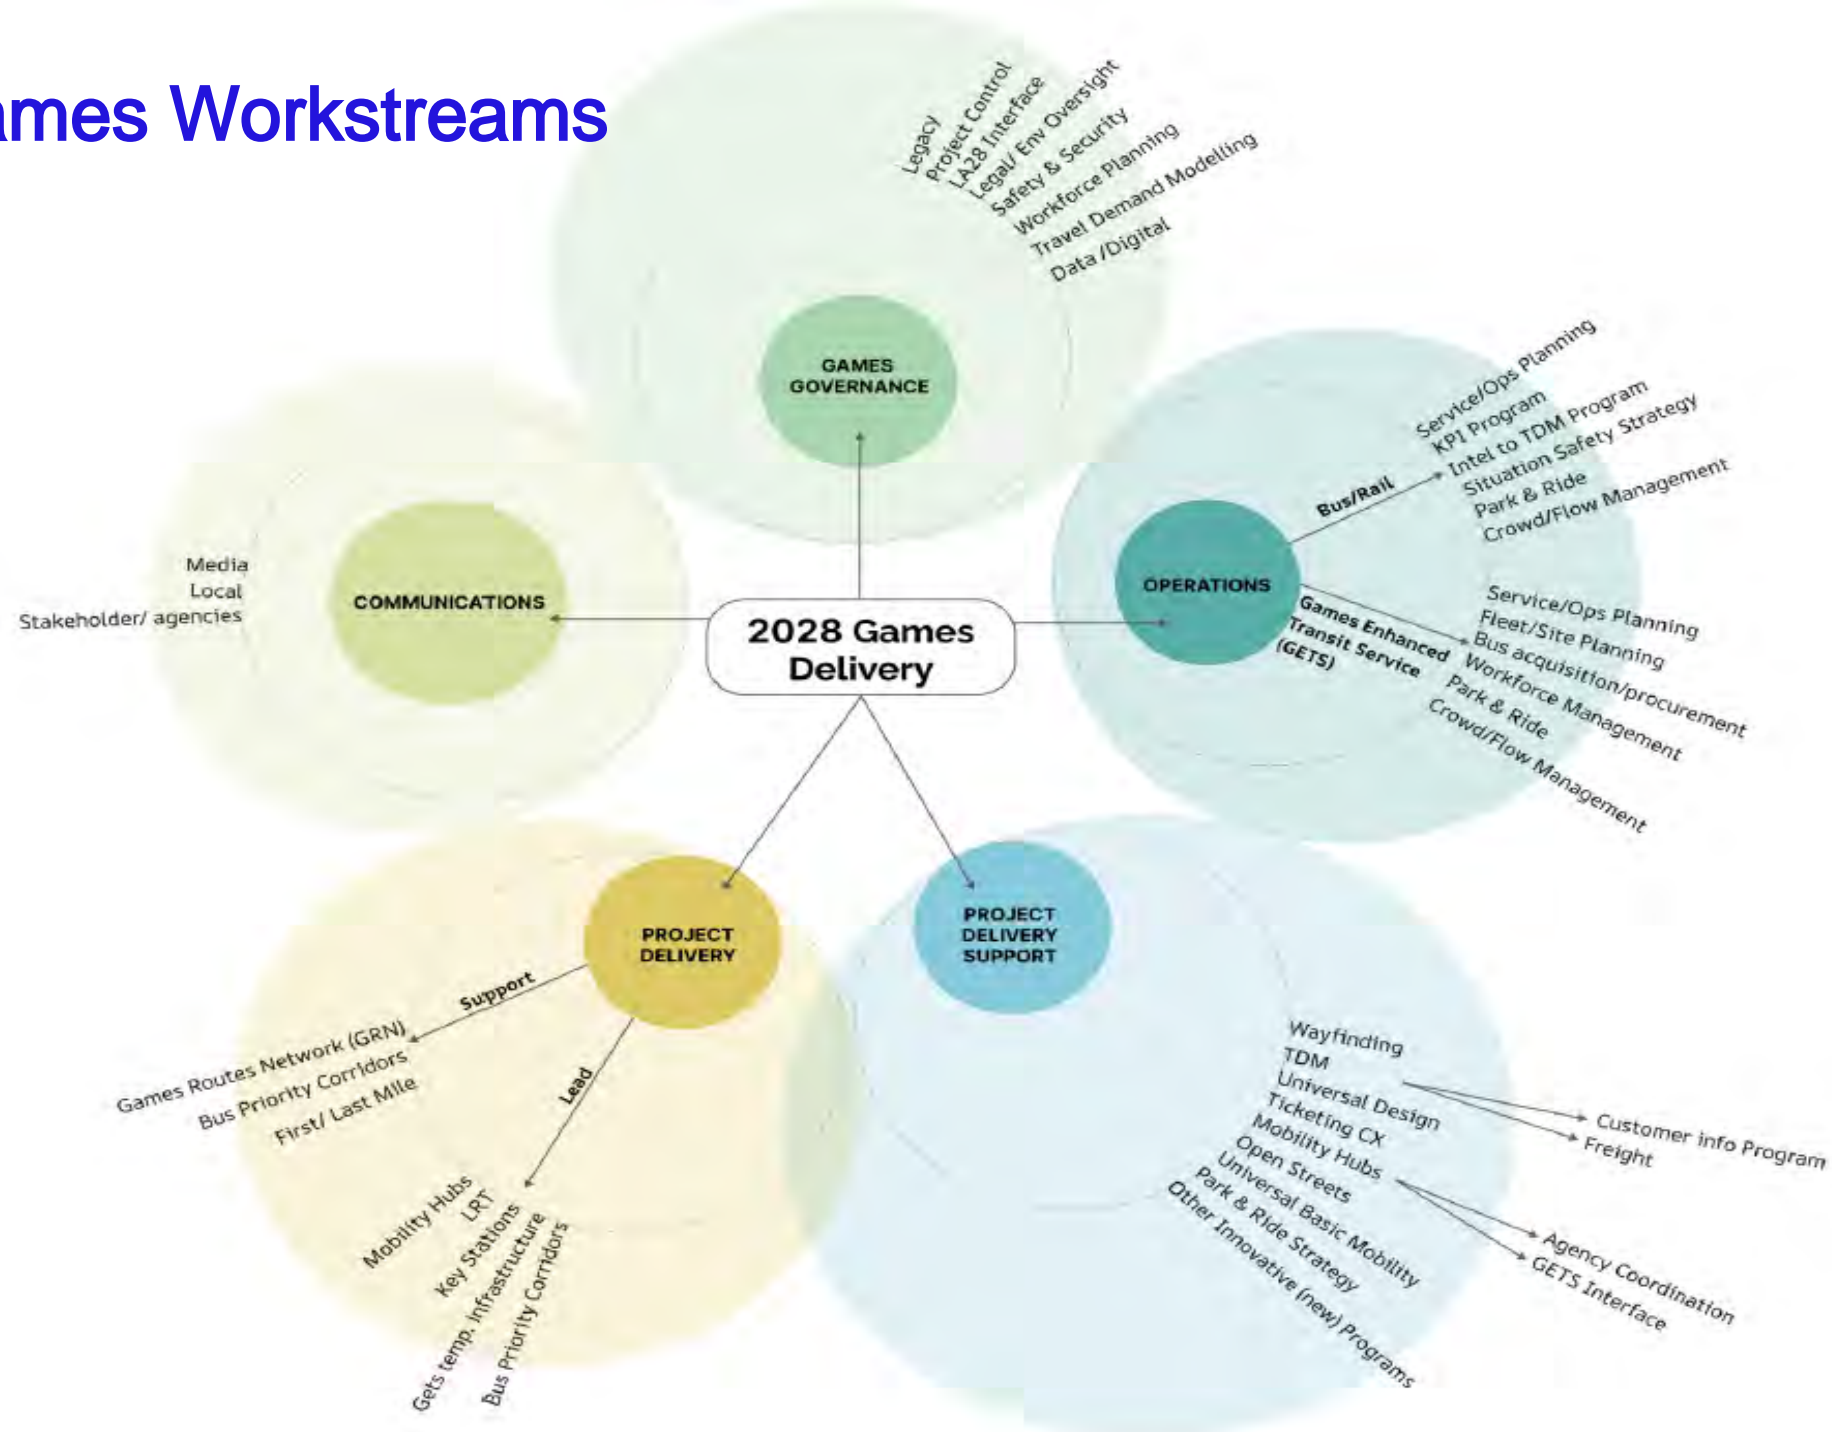 ames Workstreams
Legacy
Project Control
LA28 Interface
Legal/ Env Oversight
Safety & Security
Workforce Planning
Travel Demand Modelling
Data /Digital
GAMES
GOVERNANCE
Service/Ops Planning
KPI Program
Intel to TDM Program
Situation Safety Strategy
Park & Ride
Crowd/Flow Management
Bus/Rail
OPERATIONS
Games Enhanced
Transit Service
(GETS)
Service/Ops Planning
Fleet/Site Planning
Bus acquisition/procurement
Workforce Management
Park & Ride
Crowd/Flow Management
Media
Local
Stakeholder/ agencies
COMMUNICATIONS
2028 Games
Delivery
PROJECT
DELIVERY
Support
Games Routes Network (GRN)
Bus Priority Corridors
First/ Last Mile
Lead
Mobility Hubs
LRT
Key Stations
Gets temp. infrastructure
Bus Priority Corridors
PROJECT
DELIVERY
SUPPORT
Wayfinding
TDM
Universal Design
Ticketing CX
Mobility Hubs
Open Streets
Universal Basic Mobility
Park & Ride Strategy
Other Innovative (new) Programs
Customer info Program
Freight
Agency Coordination
GETS Interface